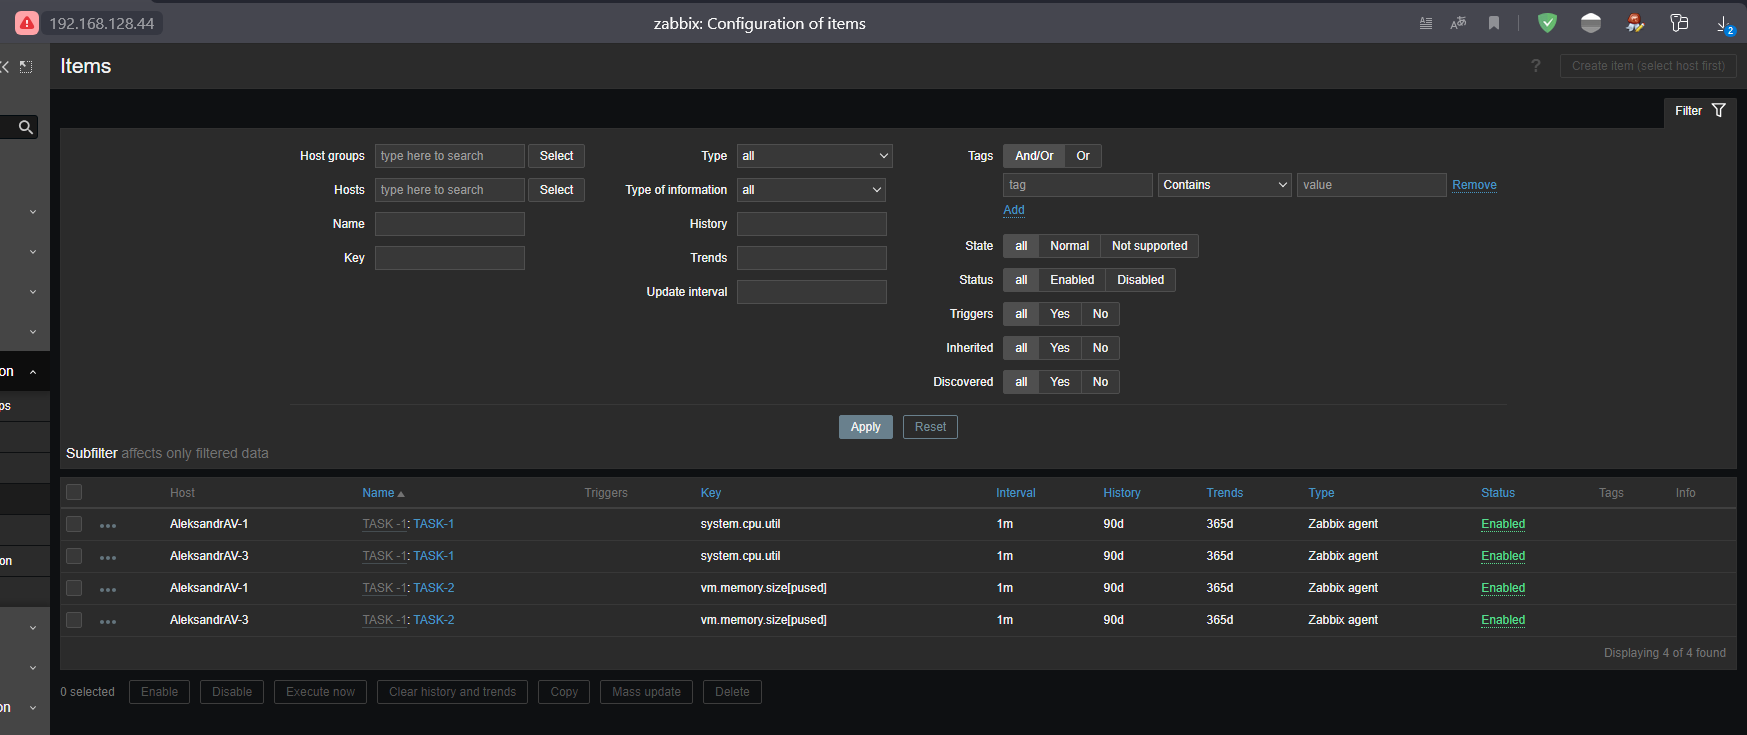 192.168.128.44
zabbix: Configuration of items
2
Items
?
Create item (select host first)
Filter
Host groups type here to search Select
Type all
Tags And/Or Or
Hosts type here to search Select
Type of information all
tag Contains value Remove
Name
History
Add
Key
Trends
State all Normal Not supported
Update interval
Status all Enabled Disabled
Triggers all Yes No
Inherited all Yes No
Discovered all Yes No
Apply Reset
Subfilter affects only filtered data
on
ps
on
on
Host Name Triggers Key Interval History Trends Type Status Tags Info
AleksandrAV-1 TASK -1: TASK-1 system.cpu.util 1m 90d 365d Zabbix agent Enabled
AleksandrAV-3 TASK -1: TASK-1 system.cpu.util 1m 90d 365d Zabbix agent Enabled
AleksandrAV-1 TASK -1: TASK-2 vm.memory.size[pused] 1m 90d 365d Zabbix agent Enabled
AleksandrAV-3 TASK -1: TASK-2 vm.memory.size[pused] 1m 90d 365d Zabbix agent Enabled
Displaying 4 of 4 found
0 selected Enable Disable Execute now Clear history and trends Copy Mass update Delete